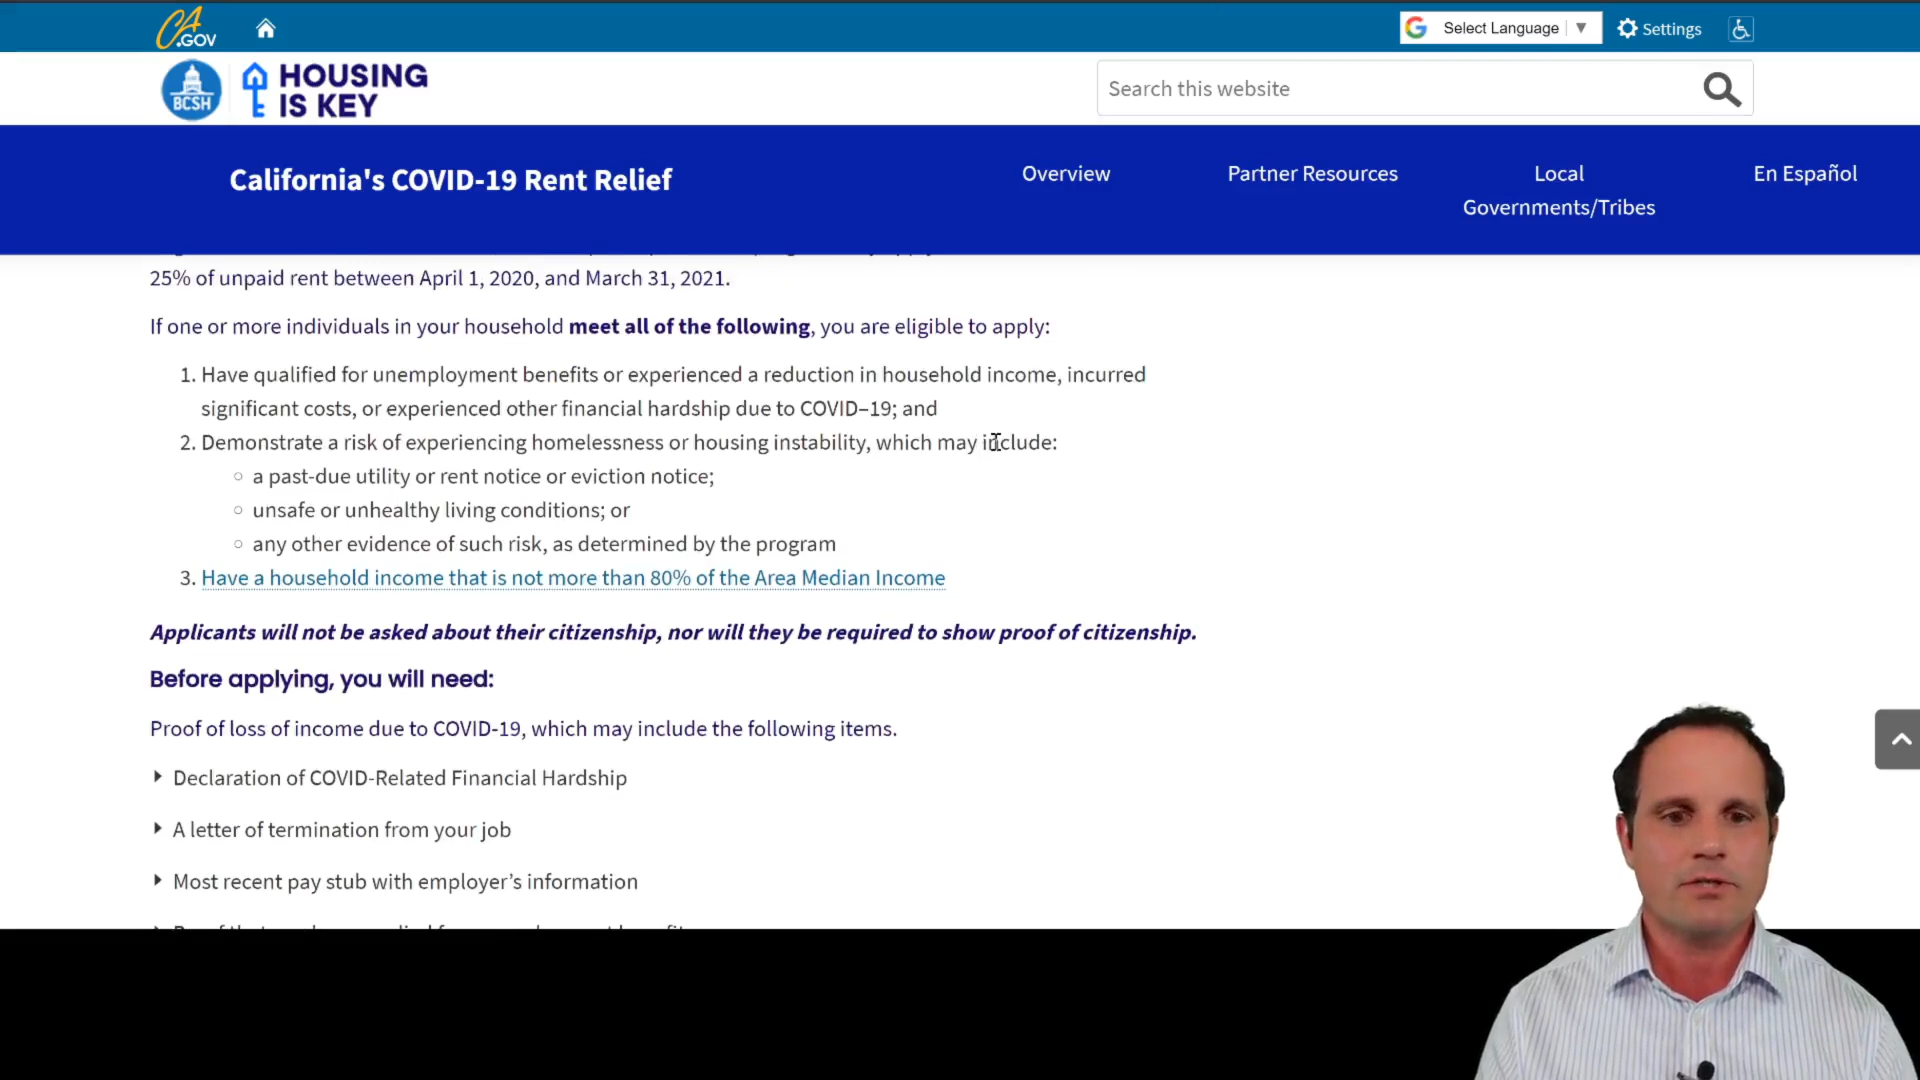 CA.GOV
Select Language ▼
Settings
BCSH
HOUSING
IS KEY
Search this website
California's COVID-19 Rent Relief
Overview
Partner Resources
Local
Governments/Tribes
En Español
25% of unpaid rent between April 1, 2020, and March 31, 2021.
If one or more individuals in your household meet all of the following, you are eligible to apply:
1. Have qualified for unemployment benefits or experienced a reduction in household income, incurred
significant costs, or experienced other financial hardship due to COVID–19; and
2. Demonstrate a risk of experiencing homelessness or housing instability, which may include:
○ a past-due utility or rent notice or eviction notice;
○ unsafe or unhealthy living conditions; or
○ any other evidence of such risk, as determined by the program
3. Have a household income that is not more than 80% of the Area Median Income
Applicants will not be asked about their citizenship, nor will they be required to show proof of citizenship.
Before applying, you will need:
Proof of loss of income due to COVID-19, which may include the following items.
Declaration of COVID-Related Financial Hardship
A letter of termination from your job
Most recent pay stub with employer’s information